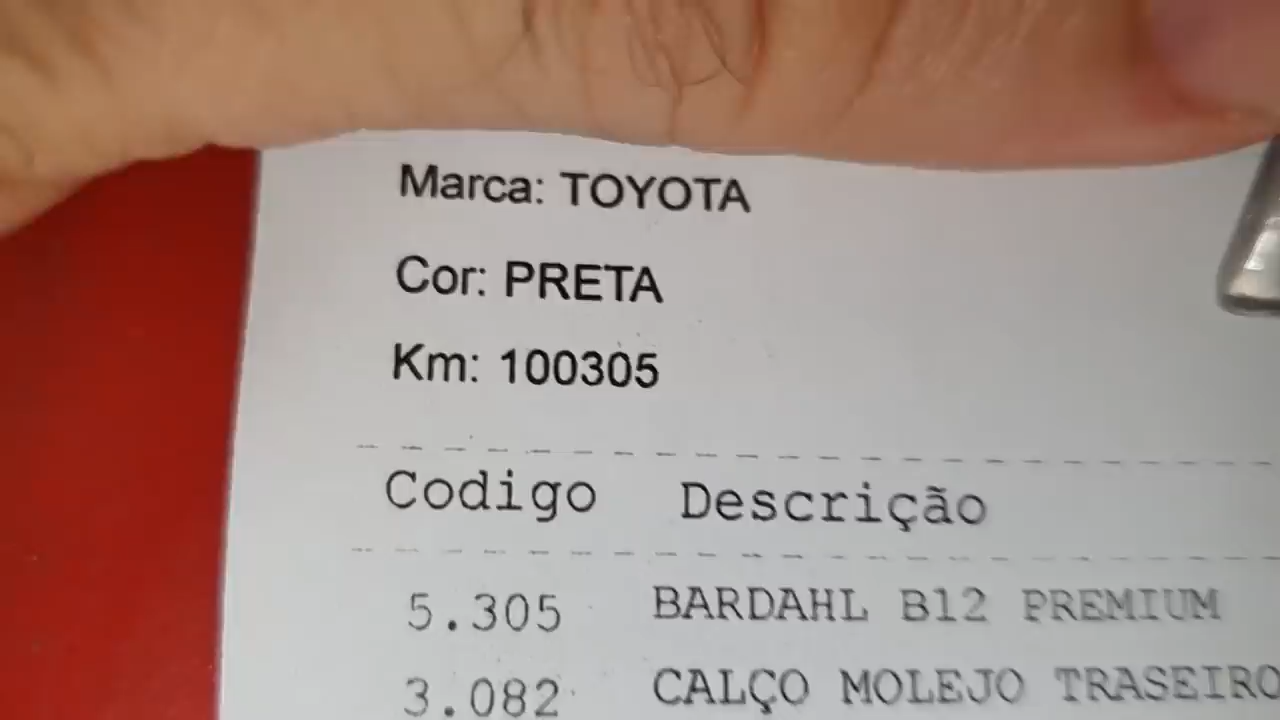 Marca: TOYOTA
Cor: PRETA
Km: 100305
Codigo Descrição
5.305 BARDAHL B12 PREMIUM
3.082 CALÇO MOLEJO TRASEIRO